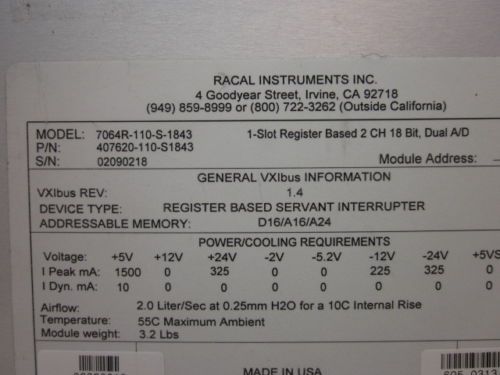 RACAL INSTRUMENTS INC.
4 Goodyear Street, Irvine, CA 92718
(949) 859-8999 or (800) 722-3262 (Outside California)
MODEL: 7064R-110-S-1843 1-Slot Register Based 2 CH 18 Bit, Dual A/D
P/N: 407620-110-S1843
S/N: 02090218 Module Address:
GENERAL VXIbus INFORMATION
VXIbus REV: 1.4
DEVICE TYPE: REGISTER BASED SERVANT INTERRUPTER
ADDRESSABLE MEMORY: D16/A16/A24
POWER/COOLING REQUIREMENTS
Voltage: +5V +12V +24V -2V -5.2V -12V -24V +5VS
I Peak mA: 1500 0 325 0 0 225 325 0
I Dyn. mA: 10 0 0 0 0 0 0 0
Airflow: 2.0 Liter/Sec at 0.25mm H2O for a 10C Internal Rise
Temperature: 55C Maximum Ambient
Module weight: 3.2 Lbs
MADE IN USA